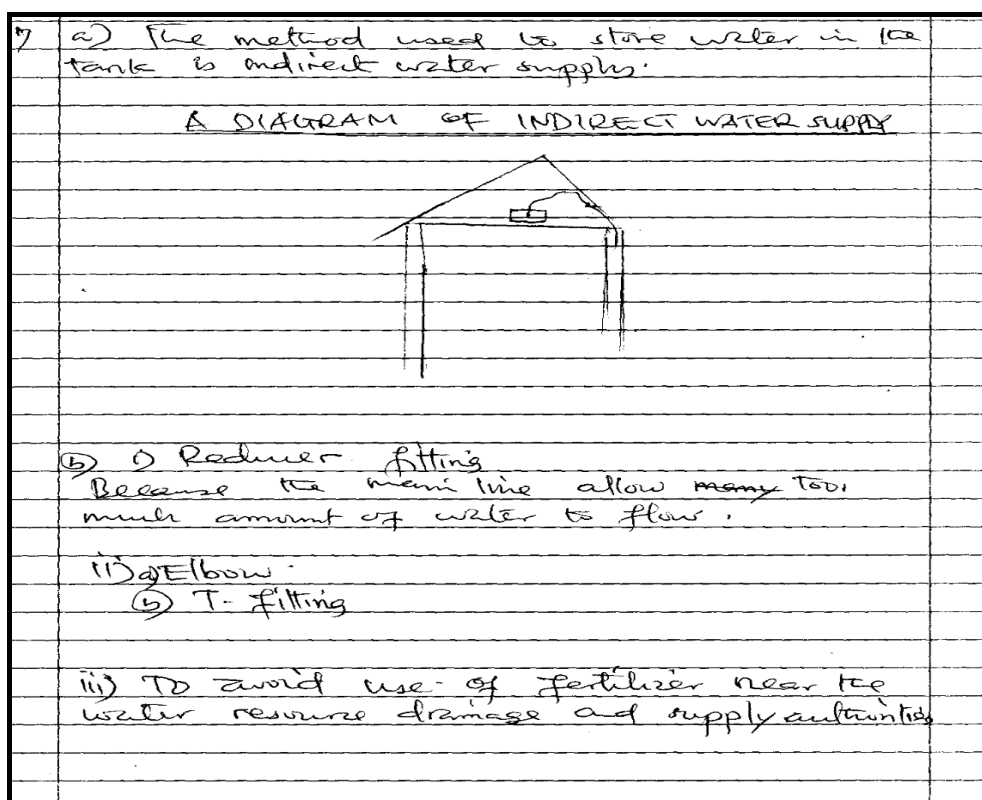 7 a) The method used to store water in the
tank is indirect water supply.
A DIAGRAM OF INDIRECT WATER SUPPLY
(b) i) Reducer fitting
Because the main line allow many Too
much amount of water to flow.
ii) a) Elbow.
(b) T- fitting
iii) To avoid use of fertilizer near the
water resource drainage and supply authorities